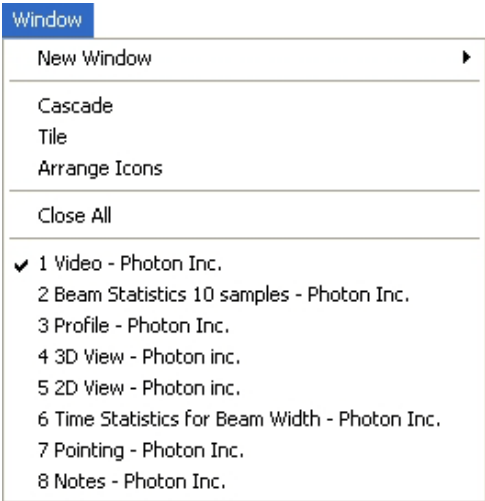 Window
New Window
Cascade
Tile
Arrange Icons
Close All
1 Video - Photon Inc.
2 Beam Statistics 10 samples - Photon Inc.
3 Profile - Photon Inc.
4 3D View - Photon inc.
5 2D View - Photon inc.
6 Time Statistics for Beam Width - Photon Inc.
7 Pointing - Photon Inc.
8 Notes - Photon Inc.